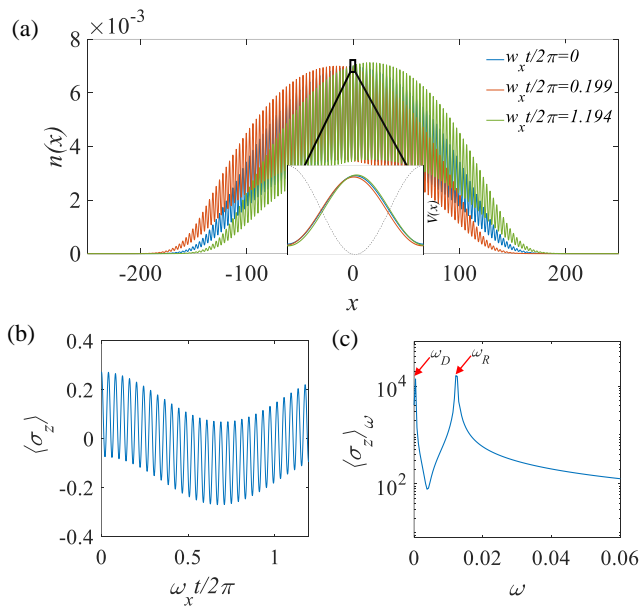 (a)
×10⁻³
8
6
4
2
0
n(x)
w_x t/2π=0
w_x t/2π=0.199
w_x t/2π=1.194
V(x)
-200 -100 0 100 200
x
(b)
0.4
0.2
0
-0.2
-0.4
⟨σ_z⟩
0 0.5 1
ω_x t/2π
(c)
ω_D
ω_R
10⁴
10²
⟨σ_z⟩_ω
0 0.02 0.04 0.06
ω